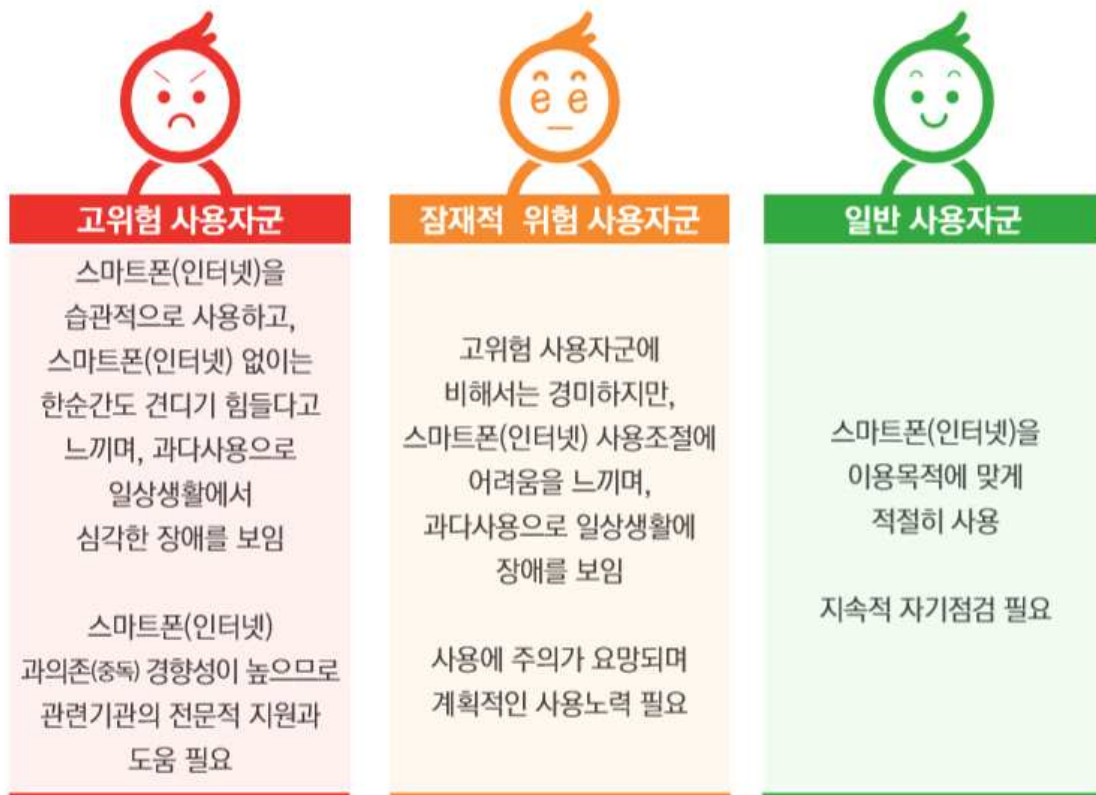 고위험 사용자군
스마트폰(인터넷)을
습관적으로 사용하고,
스마트폰(인터넷) 없이는
한순간도 견디기 힘들다고
느끼며, 과다사용으로
일상생활에서
심각한 장애를 보임
스마트폰(인터넷)
과의존(중독) 경향성이 높으므로
관련기관의 전문적 지원과
도움 필요
잠재적 위험 사용자군
고위험 사용자군에
비해서는 경미하지만,
스마트폰(인터넷) 사용조절에
어려움을 느끼며,
과다사용으로 일상생활에
장애를 보임
사용에 주의가 요망되며
계획적인 사용노력 필요
일반 사용자군
스마트폰(인터넷)을
이용목적에 맞게
적절히 사용
지속적 자기점검 필요